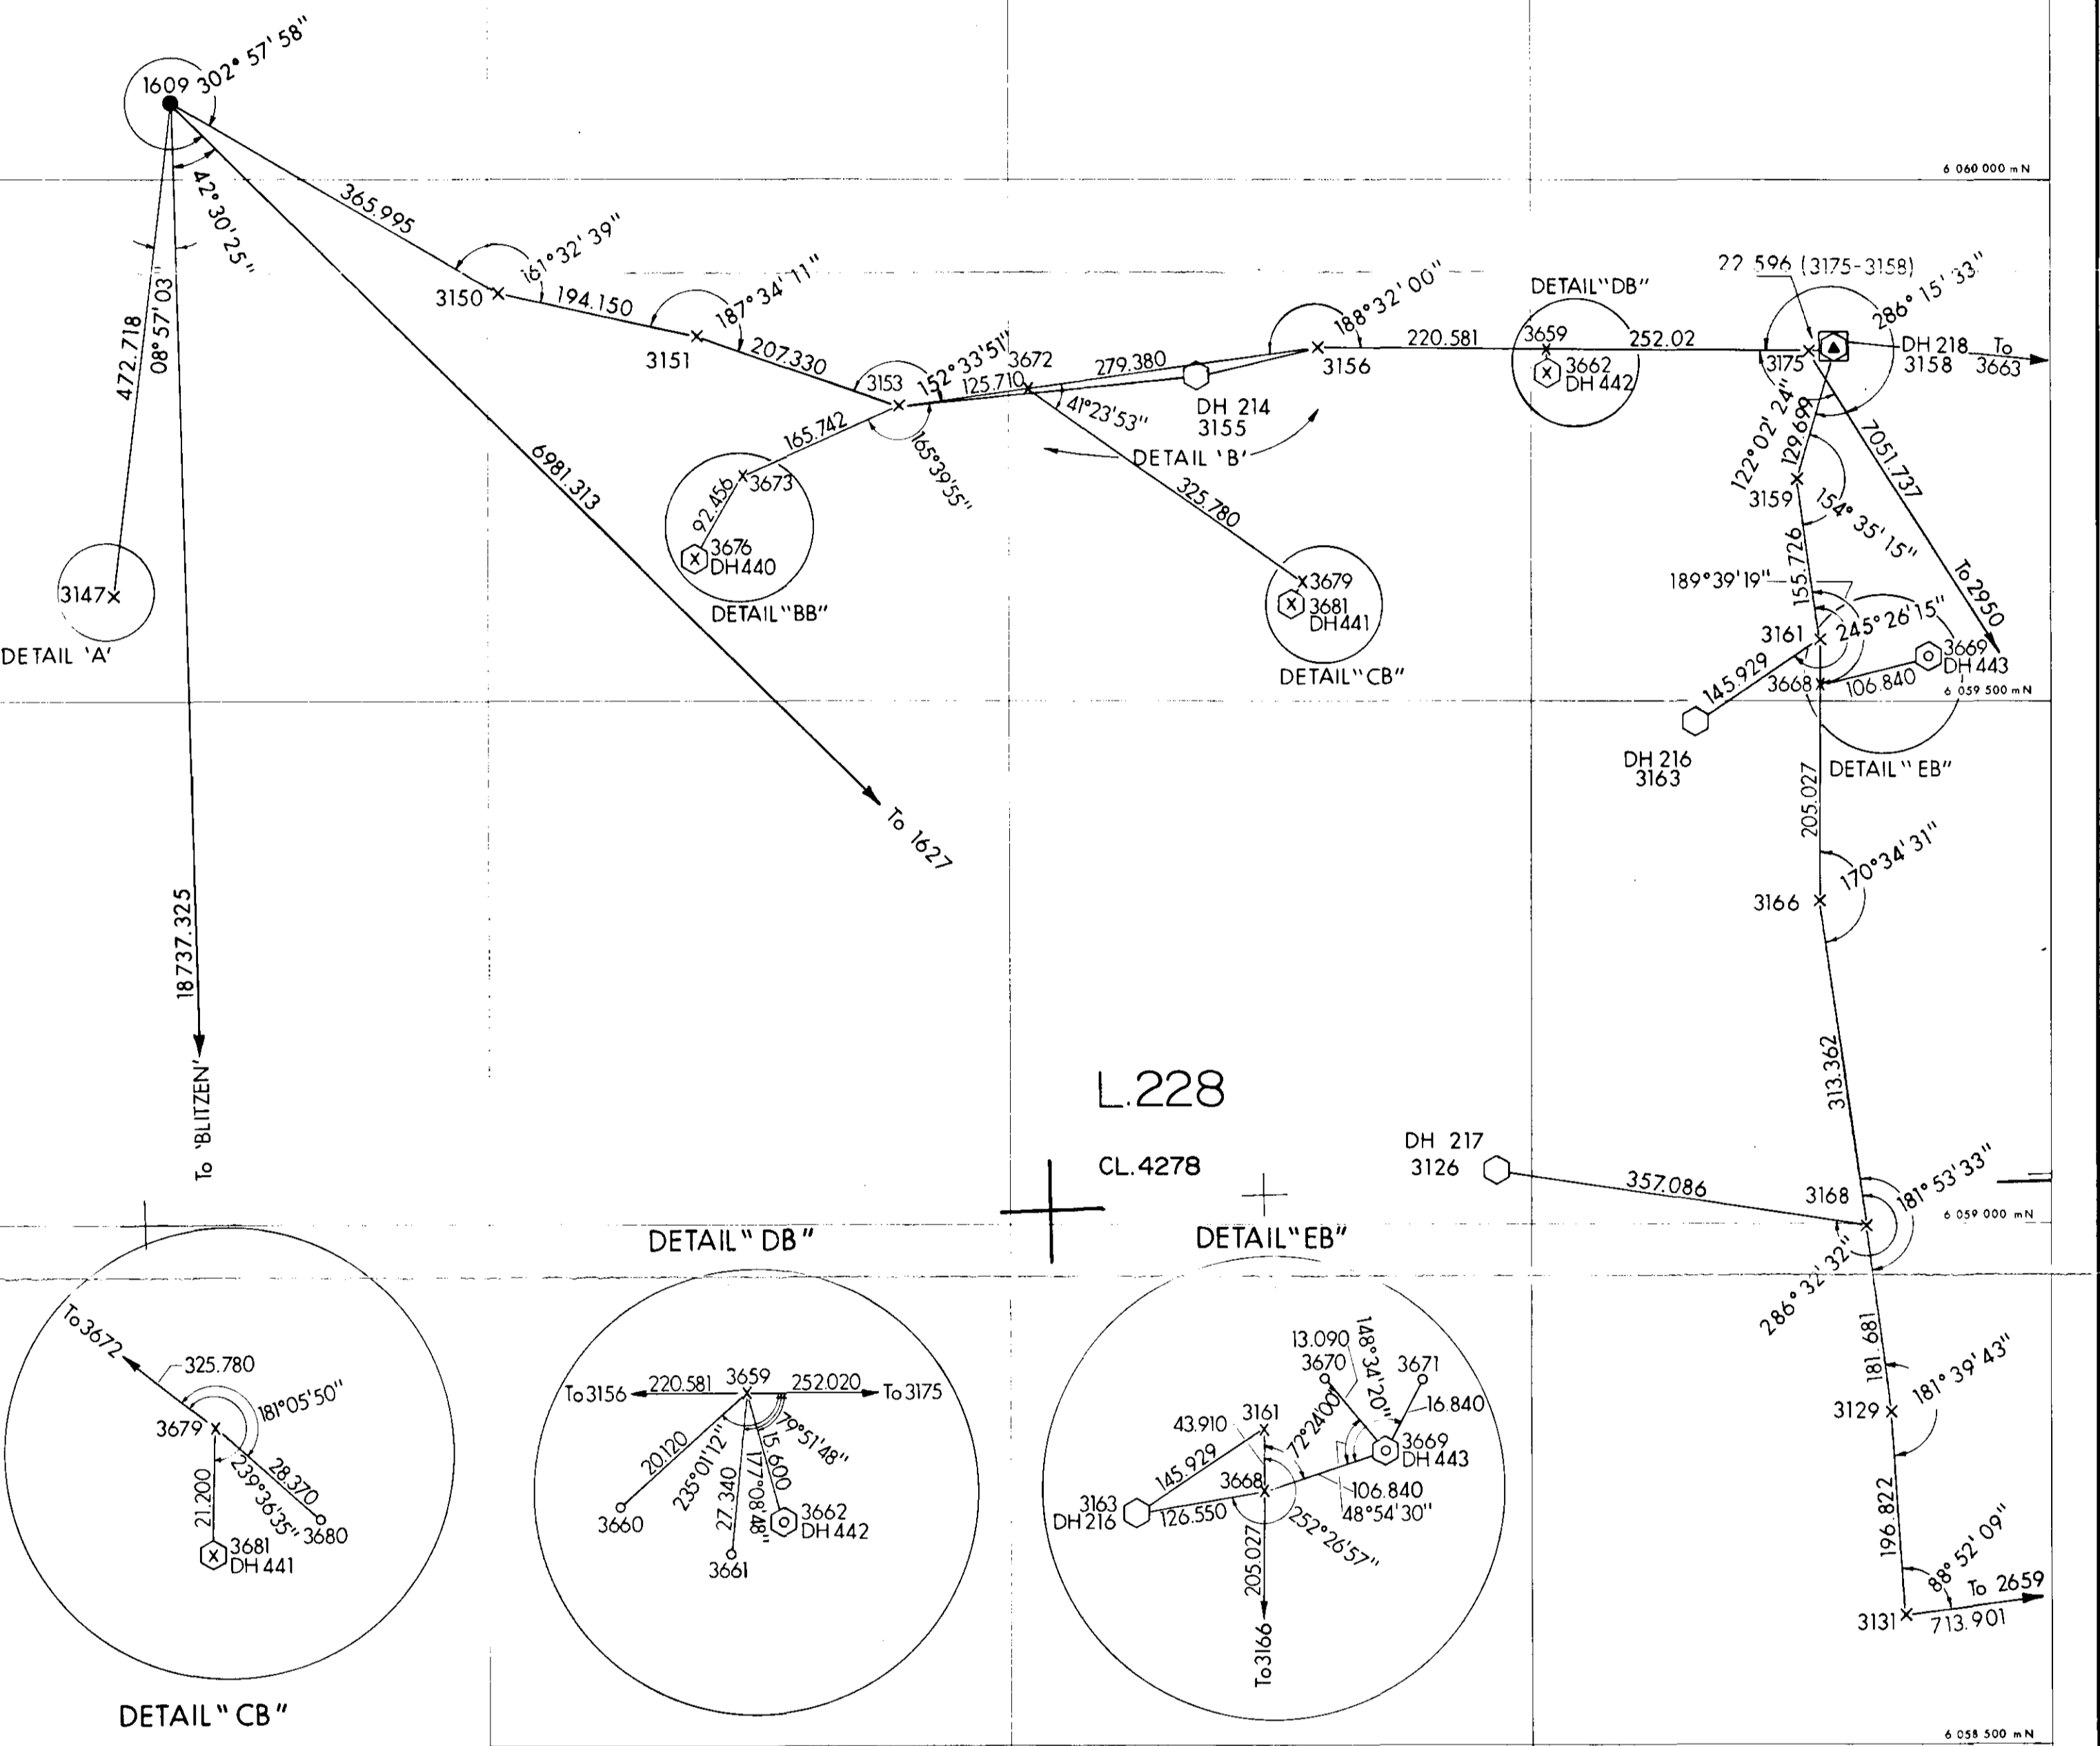 1609
302° 57' 58"
42° 30' 25"
365.995
472.718
08° 57' 03"
6 060 000 mN
161° 32' 39"
3150
194.150
187° 34' 11"
3151
207.330
3153
152° 33' 51"
3672
279.380
125.710
188° 32' 00"
3156
220.581
DETAIL "DB"
3659
252.02
3662
DH 442
22 596 (3175-3158)
286° 15' 33"
3175
DH 218
3158
To
3663
DH 214
3155
41° 23' 53"
DETAIL 'B'
165.742
165° 39' 55"
3673
92.456
3676
DH 440
DETAIL "BB"
6981.313
325.780
3679
3681
DH 441
DETAIL "CB"
122° 02' 24"
129.699
7051.737
3159
154° 35' 15"
155.726
189° 39' 19"
To 2950
3161
245° 26' 15"
3669
DH 443
145.929
3668
106.840
6 059 500 mN
DH 216
3163
DETAIL "EB"
3147
DETAIL 'A'
To 1627
205.027
170° 34' 31"
3166
18737.325
To 'BLITZEN'
313.362
L.228
CL.4278
DH 217
3126
357.086
3168
181° 53' 33"
6 059 000 mN
286° 32' 32"
181.681
3129
181° 39' 43"
196.822
88° 52' 09"
To 2659
3131
713.901
6 058 500 mN
To 3672
325.780
181° 05' 50"
3679
28.370
239° 36' 35"
21.200
3680
3681
DH 441
DETAIL "CB"
DETAIL "DB"
To 3156
220.581
3659
252.020
To 3175
79° 51' 48"
20.120
235° 01' 12"
15.600
27.340
177° 08' 48"
3660
3662
DH 442
3661
DETAIL "EB"
13.090
3670
148° 34' 20"
3671
16.840
43.910
3161
72° 24' 00"
145.929
3669
DH 443
3668
106.840
48° 54' 30"
3163
DH 216
126.550
252° 26' 57"
205.027
To 3166